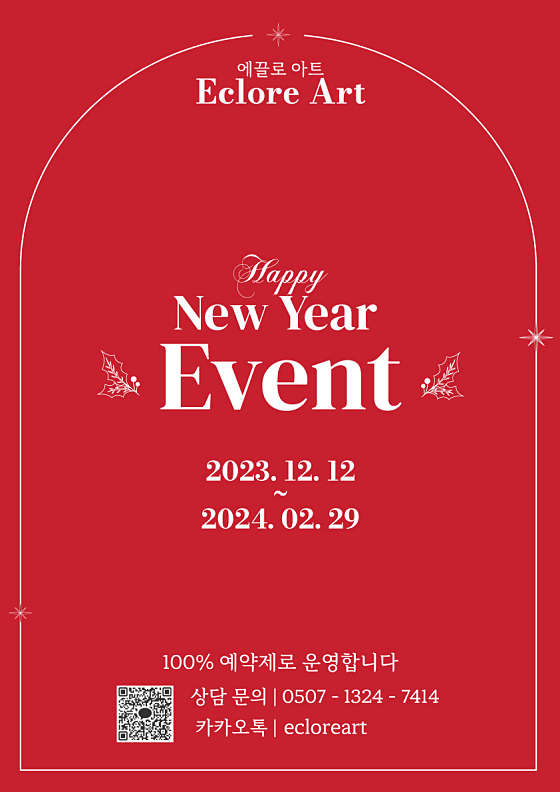 에끌로 아트
Eclore Art
Happy
New Year
Event
2023. 12. 12
~
2024. 02. 29
100% 예약제로 운영합니다
상담 문의 | 0507 - 1324 - 7414
카카오톡 | ecloreart